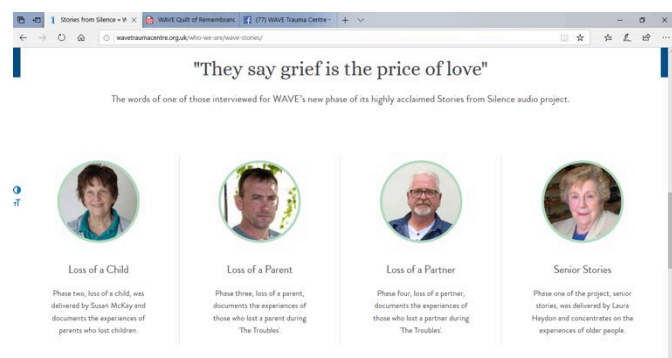 Stories from Silence • W
WAVE Quilt of Remembranc
(77) WAVE Trauma Centre -
wavetraumacentre.org.uk/who-we-are/wave-stories/
"They say grief is the price of love"
The words of one of those interviewed for WAVE's new phase of its highly acclaimed Stories from Silence audio project.
Loss of a Child
Phase two, loss of a child, was
delivered by Susan McKay and
documents the experiences of
parents who lost children.
Loss of a Parent
Phase three, loss of a parent,
documents the experiences of
those who lost a parent during
'The Troubles'.
Loss of a Partner
Phase four, loss of a partner,
documents the experiences of
those who lost a partner during
'The Troubles'.
Senior Stories
Phase one of the project, senior
stories, was delivered by Laura
Heydon and concentrates on the
experiences of older people.